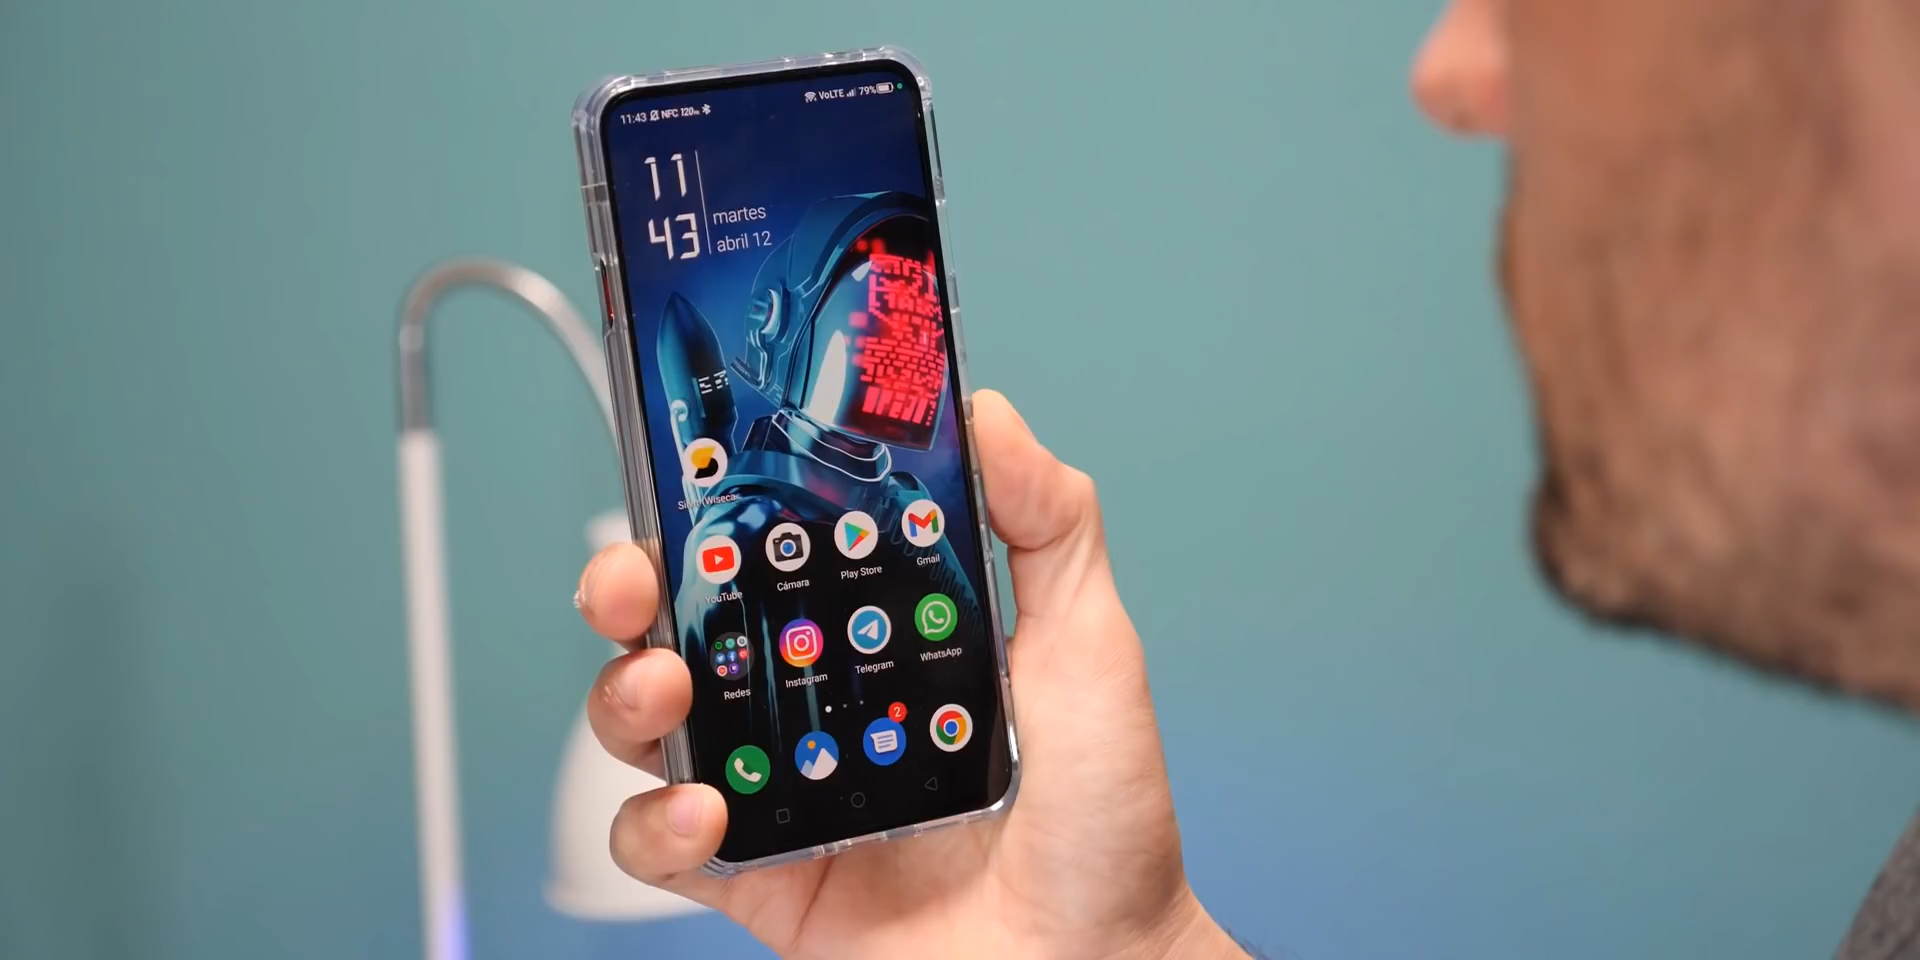 11:43 NFC 120Hz
VoLTE 79%
11
43
martes
abril 12
YouTube
Cámara
Play Store
Gmail
Redes
Instagram
Telegram
WhatsApp
2